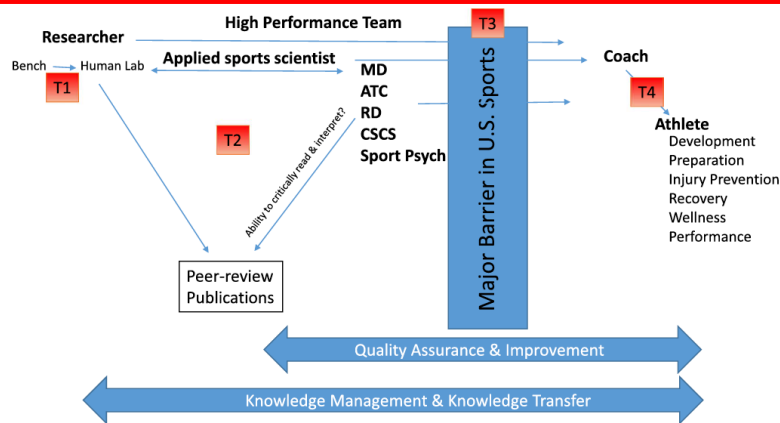 High Performance Team
T3
Researcher
Applied sports scientist
Coach
Bench
Human Lab
MD
T1
ATC
T4
RD
T2
CSCS
Sport Psych
Athlete
Development
Preparation
Injury Prevention
Recovery
Wellness
Performance
Ability to critically read & interpret?
Major Barrier in U.S. Sports
Peer-review
Publications
Quality Assurance & Improvement
Knowledge Management & Knowledge Transfer